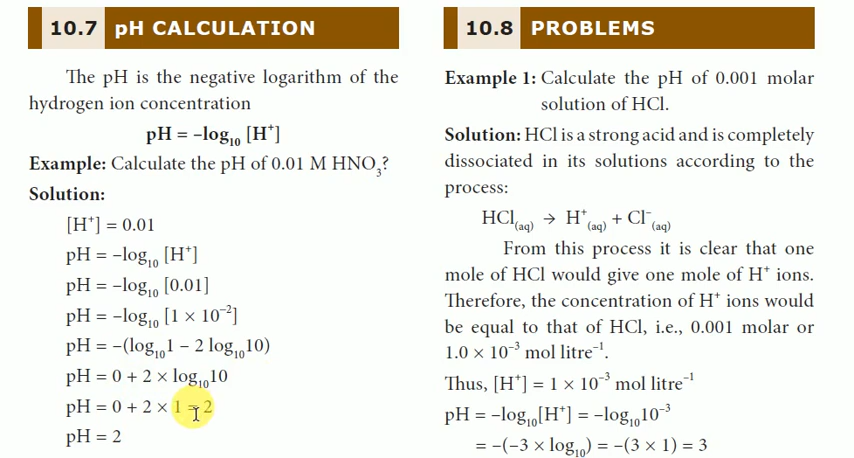 10.7 pH CALCULATION
The pH is the negative logarithm of the
hydrogen ion concentration
pH = –log₁₀ [H⁺]
Example: Calculate the pH of 0.01 M HNO₃?
Solution:
[H⁺] = 0.01
pH = –log₁₀ [H⁺]
pH = –log₁₀ [0.01]
pH = –log₁₀ [1 × 10⁻²]
pH = –(log₁₀1 – 2 log₁₀10)
pH = 0 + 2 × log₁₀10
pH = 0 + 2 × 1 = 2
pH = 2
10.8 PROBLEMS
Example 1: Calculate the pH of 0.001 molar
solution of HCl.
Solution: HCl is a strong acid and is completely
dissociated in its solutions according to the
process:
HCl₍aq₎ → H⁺₍aq₎ + Cl⁻₍aq₎
From this process it is clear that one
mole of HCl would give one mole of H⁺ ions.
Therefore, the concentration of H⁺ ions would
be equal to that of HCl, i.e., 0.001 molar or
1.0 × 10⁻³ mol litre⁻¹.
Thus, [H⁺] = 1 × 10⁻³ mol litre⁻¹
pH = –log₁₀[H⁺] = –log₁₀10⁻³
= –(–3 × log₁₀) = –(3 × 1) = 3